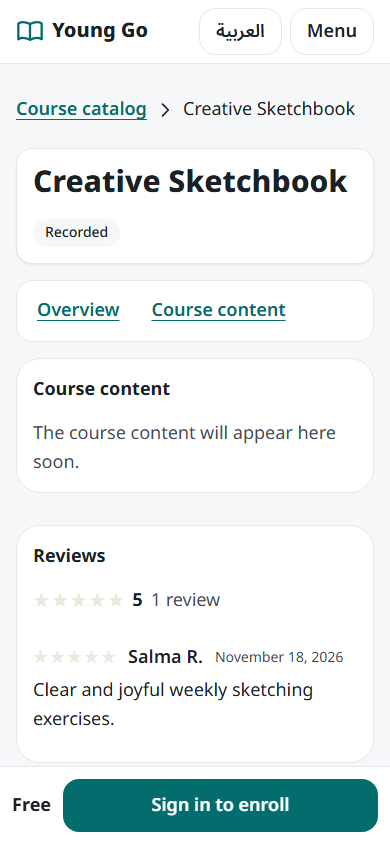 Young Go
العربية
Menu
Course catalog > Creative Sketchbook
Creative Sketchbook
Recorded
Overview
Course content
Course content
The course content will appear here
soon.
Reviews
★★★★★ 5 1 review
★★★★★ Salma R. November 18, 2026
Clear and joyful weekly sketching
exercises.
Free
Sign in to enroll